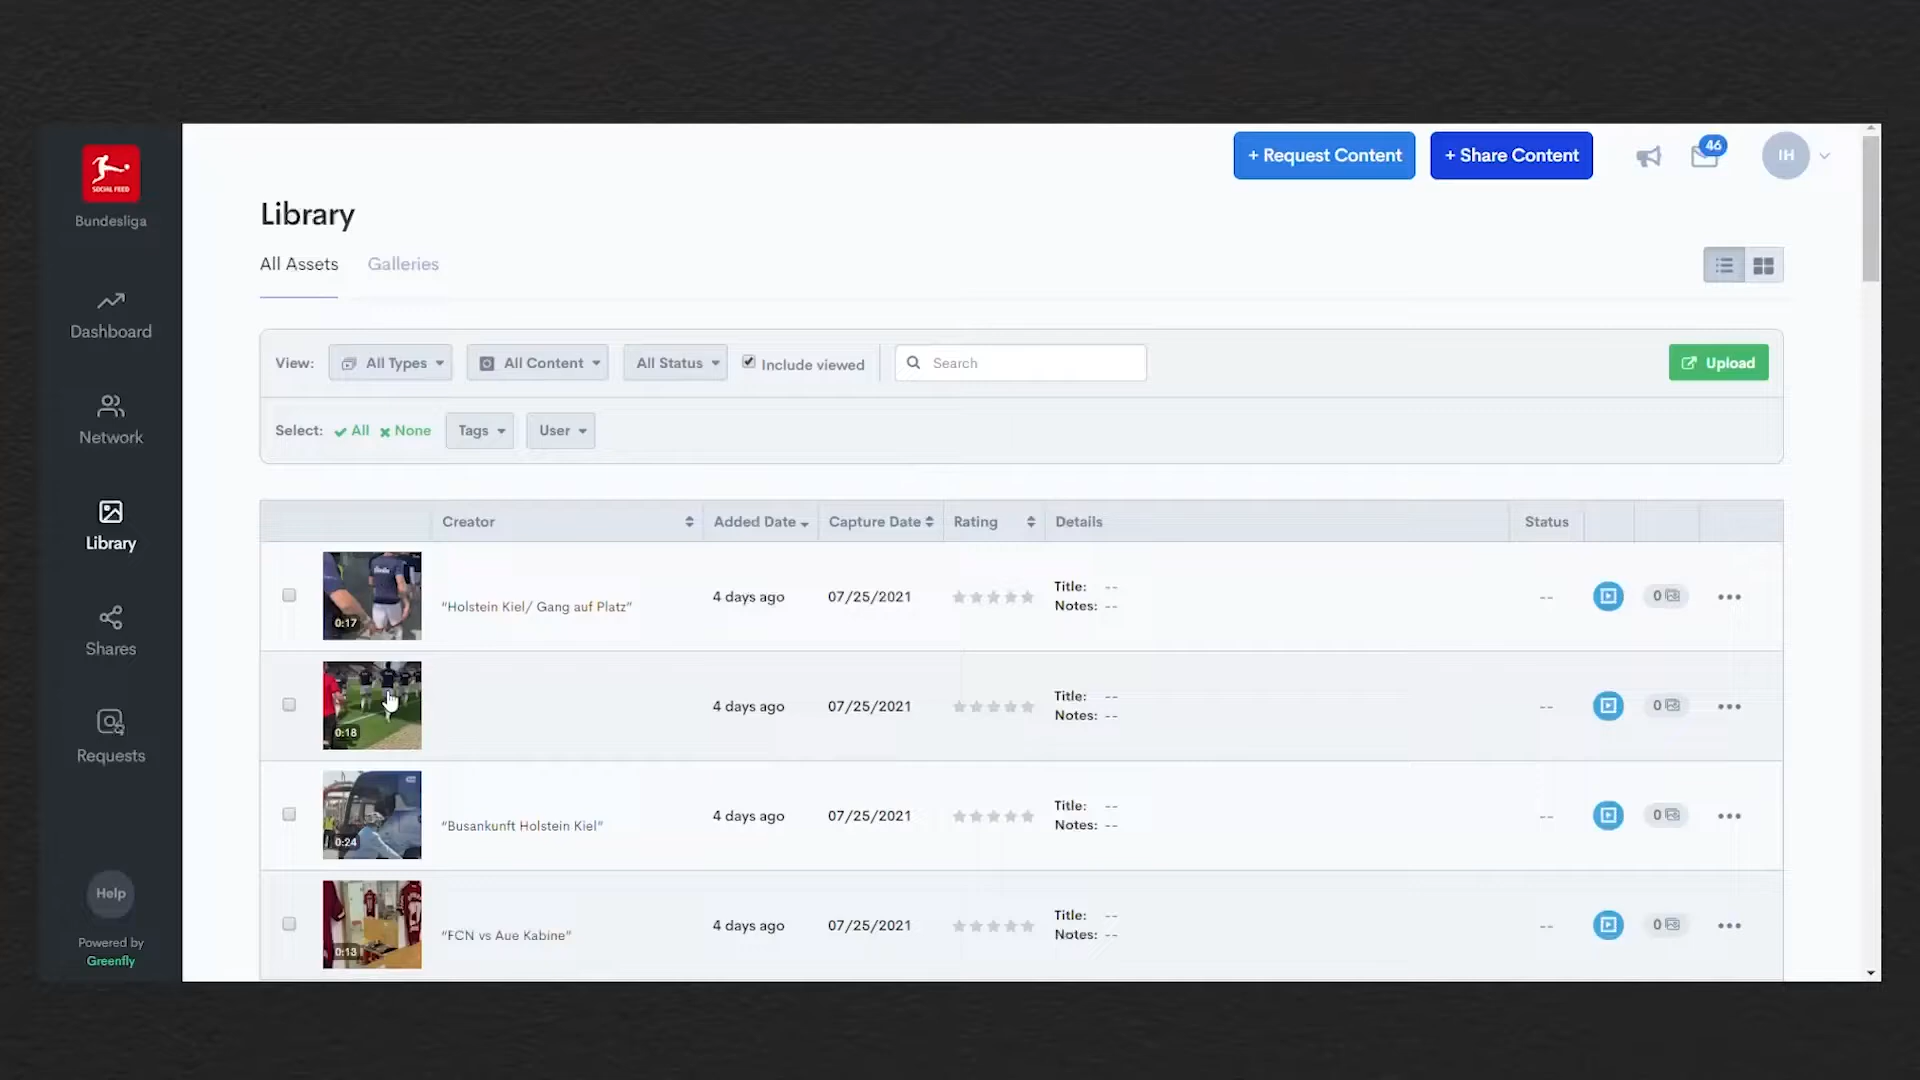 SOCIAL FEED
Bundesliga
Dashboard
Network
Library
Shares
Requests
Help
Powered by
Greenfly
+ Request Content
+ Share Content
46
IH
Library
All Assets
Galleries
View:
All Types
All Content
All Status
Include viewed
Search
Upload
Select:
All
None
Tags
User
Creator
Added Date
Capture Date
Rating
Details
Status
0:17
"Holstein Kiel/ Gang auf Platz"
4 days ago
07/25/2021
Title: --
Notes: --
--
0
0:18
4 days ago
07/25/2021
Title: --
Notes: --
--
0
0:24
"Busankunft Holstein Kiel"
4 days ago
07/25/2021
Title: --
Notes: --
--
0
0:13
"FCN vs Aue Kabine"
4 days ago
07/25/2021
Title: --
Notes: --
--
0